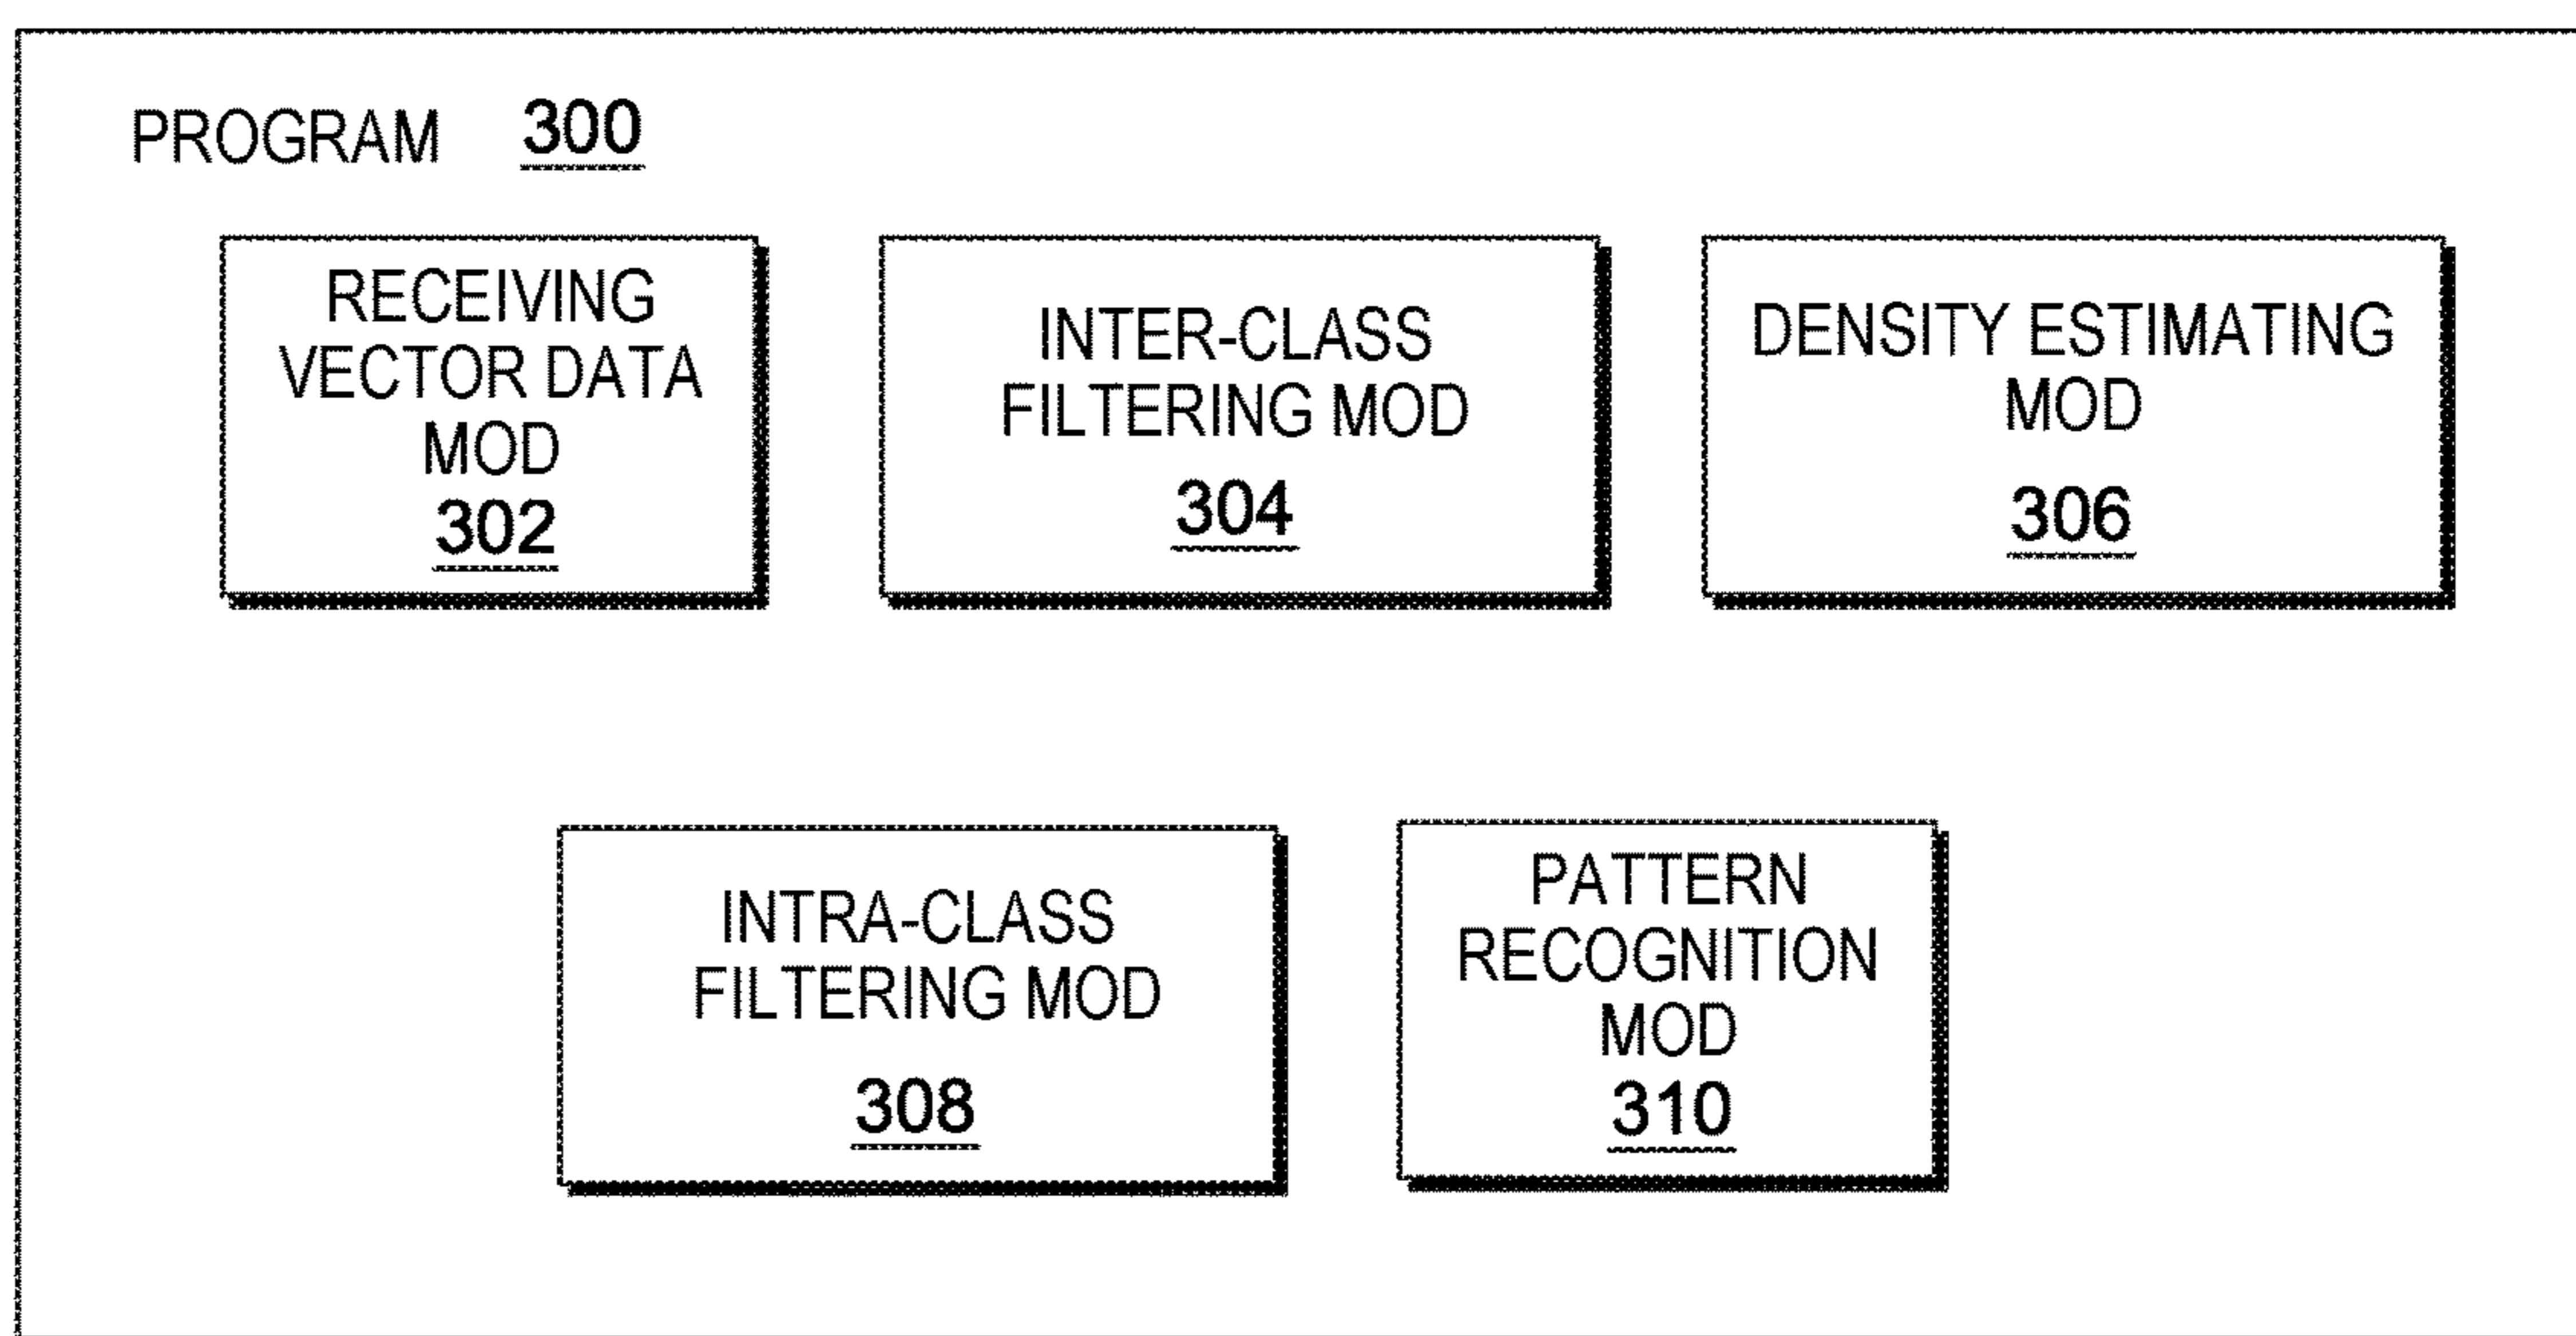 PROGRAM 300
RECEIVING
VECTOR DATA
MOD
302
INTER-CLASS
FILTERING MOD
304
DENSITY ESTIMATING
MOD
306
INTRA-CLASS
FILTERING MOD
308
PATTERN
RECOGNITION
MOD
310